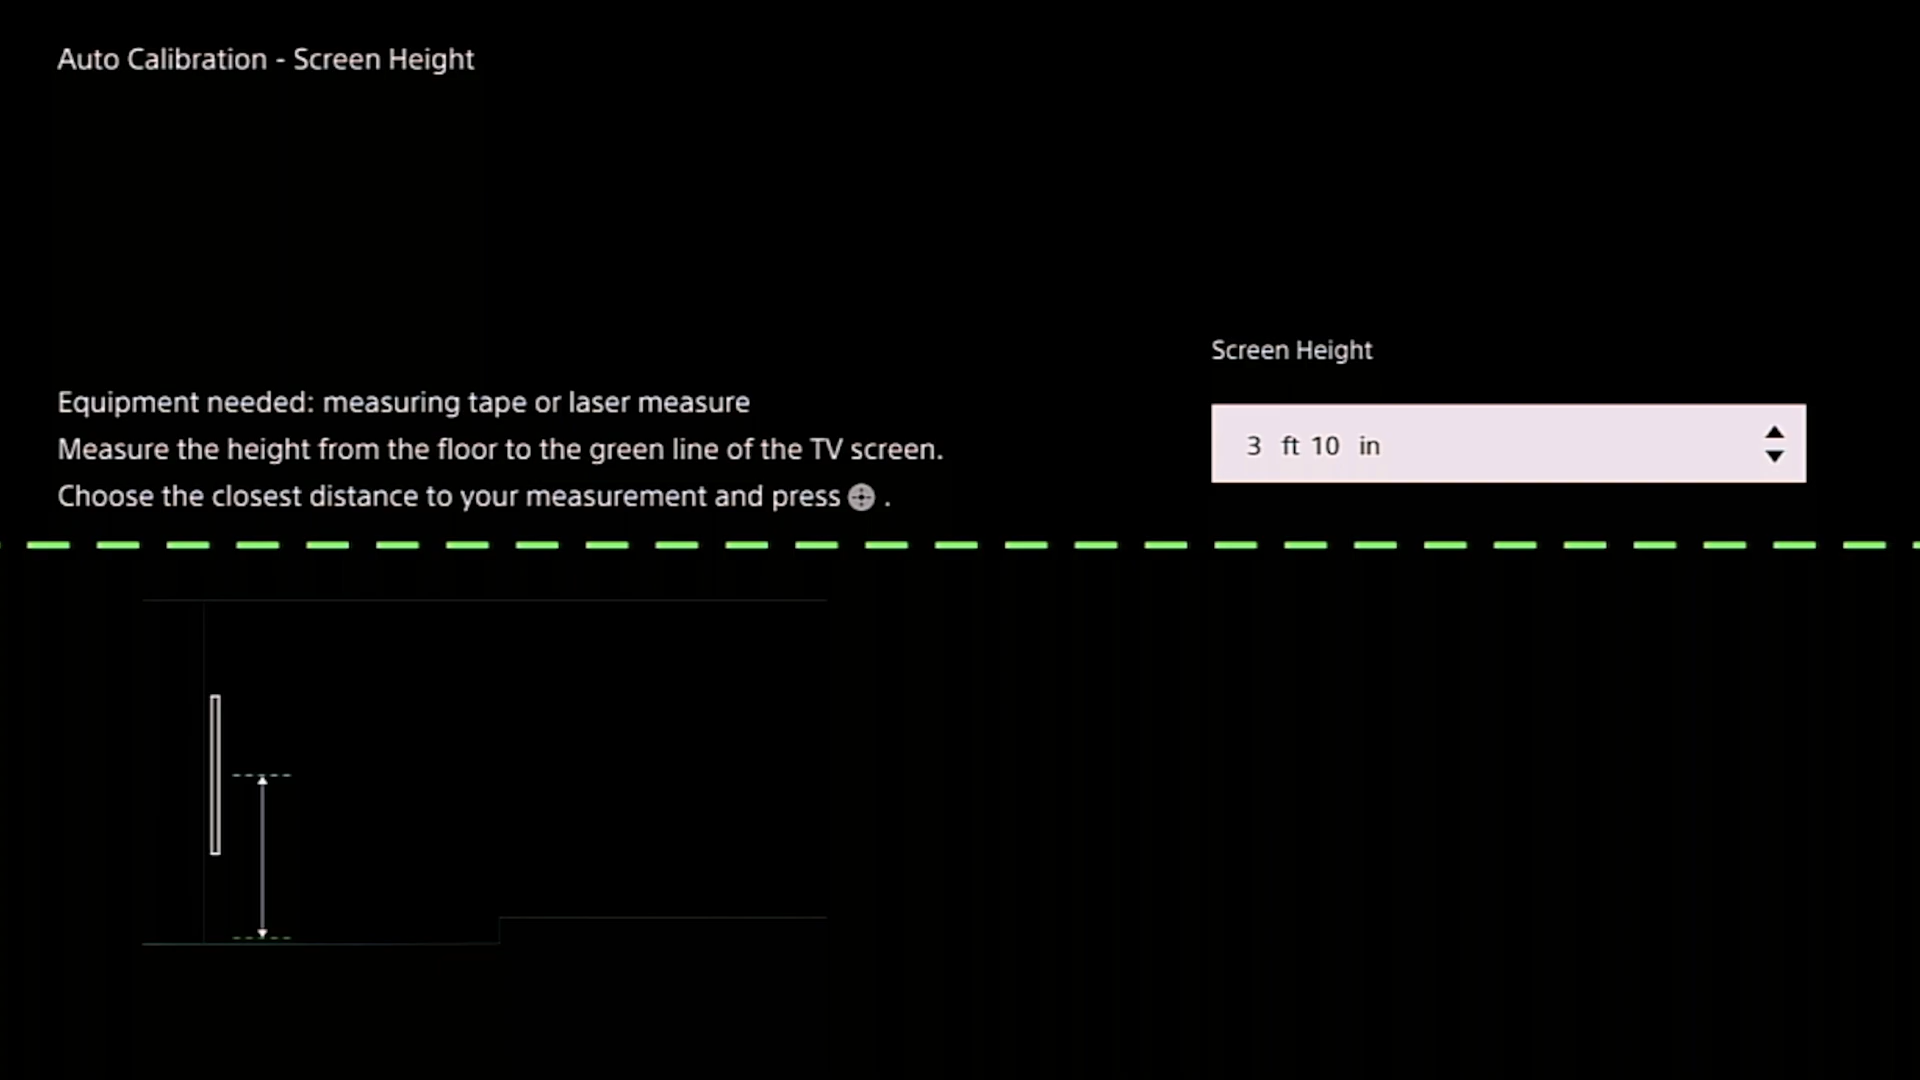 Auto Calibration - Screen Height
Screen Height
Equipment needed: measuring tape or laser measure
3 ft 10 in
Measure the height from the floor to the green line of the TV screen.
Choose the closest distance to your measurement and press .